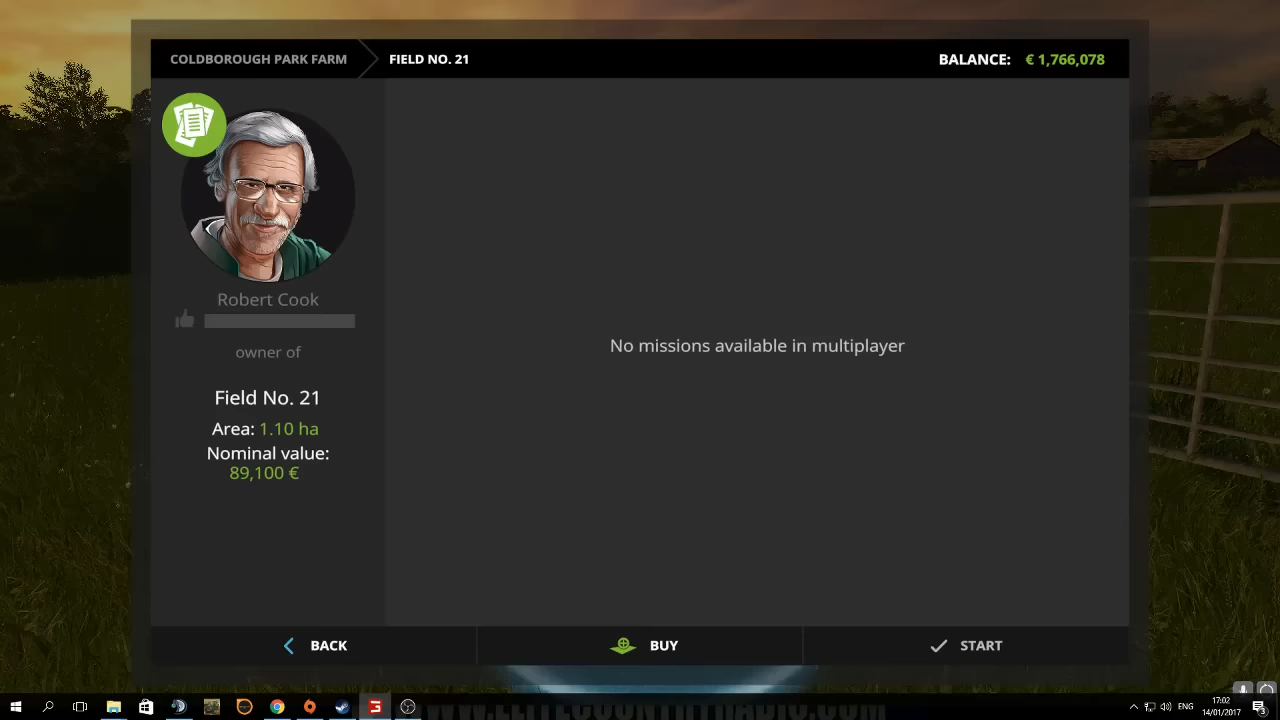 COLDBOROUGH PARK FARM
FIELD NO. 21
BALANCE: € 1,766,078
Robert Cook
owner of
Field No. 21
Area: 1.10 ha
Nominal value:
89,100 €
No missions available in multiplayer
BACK
BUY
START
ENG
17:02
14/01/2017
3